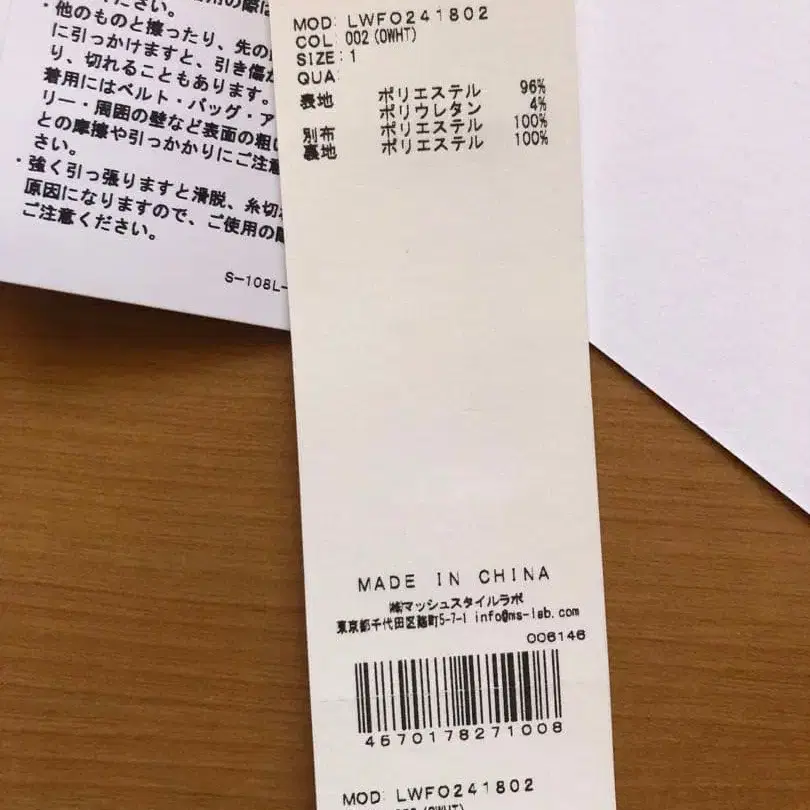 用の際は
ださい。
・他のものと擦ったり、先の
に引っかけますと、引き傷
り、切れることもあります。
着用にはベルト・バッグ・ア
リー・周囲の壁など表面の粗い
との摩擦や引っかかりにご注意
さい。
・強く引っ張りますと滑脱、糸切
原因になりますので、ご使用の際
ご注意ください。
S-108L-
MOD: LWFO241802
COL: 002(OWHT)
SIZE: 1
QUA:
表地 ポリエステル 96%
ポリウレタン 4%
別布 ポリエステル 100%
裏地 ポリエステル 100%
MADE IN CHINA
㈱マッシュスタイルラボ
東京都千代田区麹町5-7-1 info@ms-lab.com
006146
4570178271008
MOD: LWFO241802